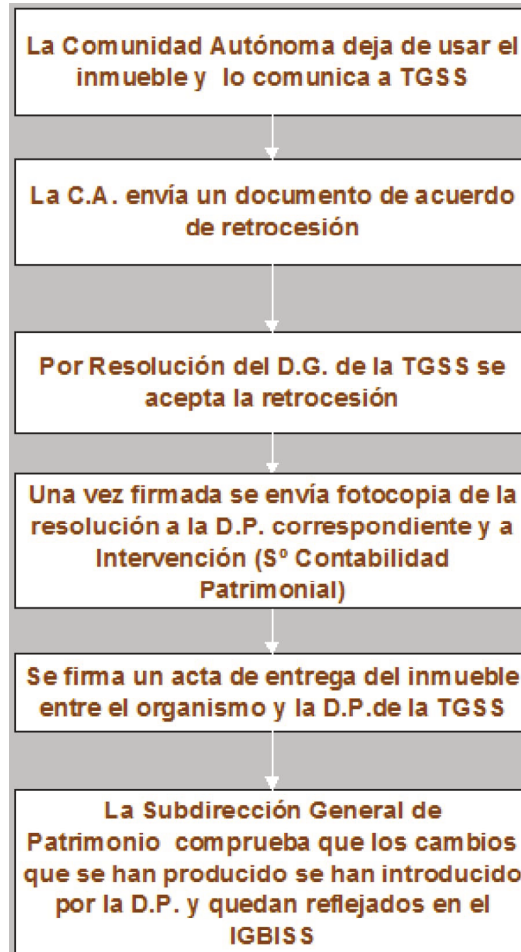 La Comunidad Autónoma deja de usar el
inmueble y lo comunica a TGSS
La C.A. envía un documento de acuerdo
de retrocesión
Por Resolución del D.G. de la TGSS se
acepta la retrocesión
Una vez firmada se envía fotocopia de la
resolución a la D.P. correspondiente y a
Intervención (Sº Contabilidad
Patrimonial)
Se firma un acta de entrega del inmueble
entre el organismo y la D.P.de la TGSS
La Subdirección General de
Patrimonio comprueba que los cambios
que se han producido se han introducido
por la D.P. y quedan reflejados en el
IGBISS